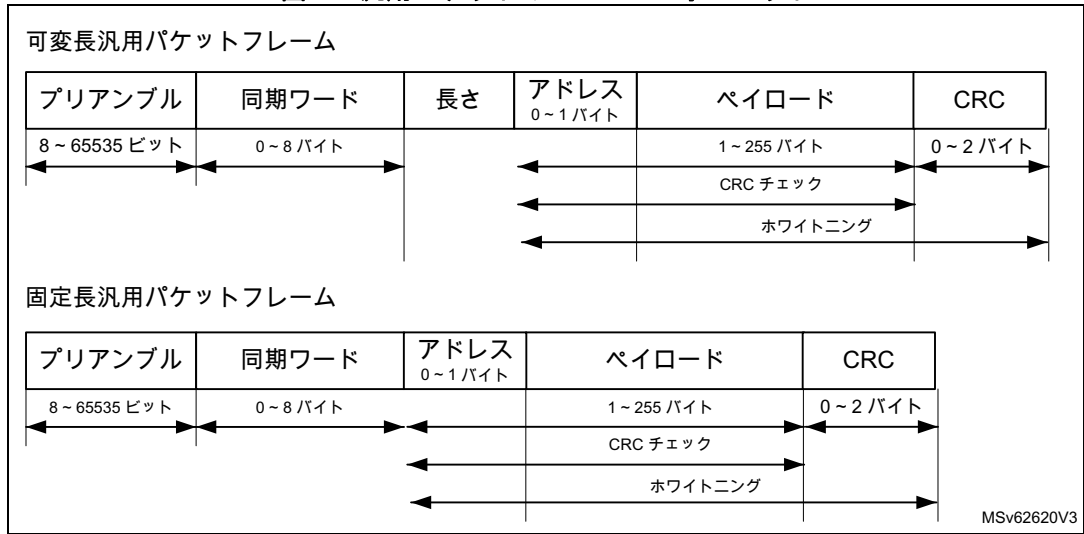 可変長汎用パケットフレーム
プリアンブル 同期ワード 長さ アドレス 0~1バイト ペイロード CRC
8~65535 ビット 0~8 バイト 1~255 バイト 0~2 バイト
CRC チェック
ホワイトニング
固定長汎用パケットフレーム
プリアンブル 同期ワード アドレス 0~1バイト ペイロード CRC
8~65535 ビット 0~8 バイト 1~255 バイト 0~2 バイト
CRC チェック
ホワイトニング
MSv62620V3